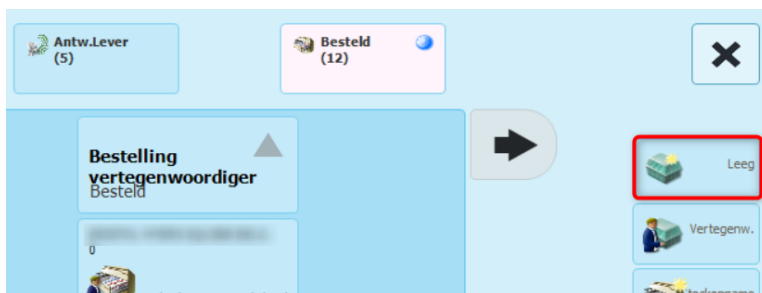 Antw.Lever
(5)
Besteld
(12)
Bestelling
vertegenwoordiger
Besteld
0
Leeg
Vertegenw.